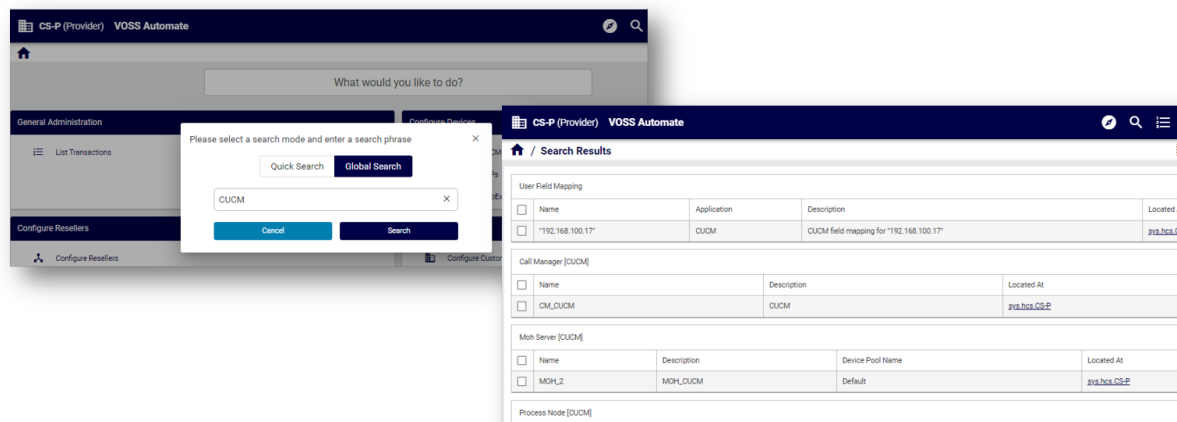 CS-P (Provider) VOSS Automate
What would you like to do?
General Administration
Configure Devices
List Transactions
Please select a search mode and enter a search phrase
Quick Search Global Search
CUCM
Cancel Search
Configure Resellers
Configure Resellers
CS-P (Provider) VOSS Automate
/ Search Results
User Field Mapping
Name Application Description Located
"192.168.100.17" CUCM CUCM field mapping for "192.168.100.17"
Call Manager [CUCM]
Name Description Located At
CM_CUCM CUCM sys.hcs.CS-P
Moh Server [CUCM]
Name Description Device Pool Name Located At
MOH_2 MOH_CUCM Default sys.hcs.CS-P
Process Node [CUCM]